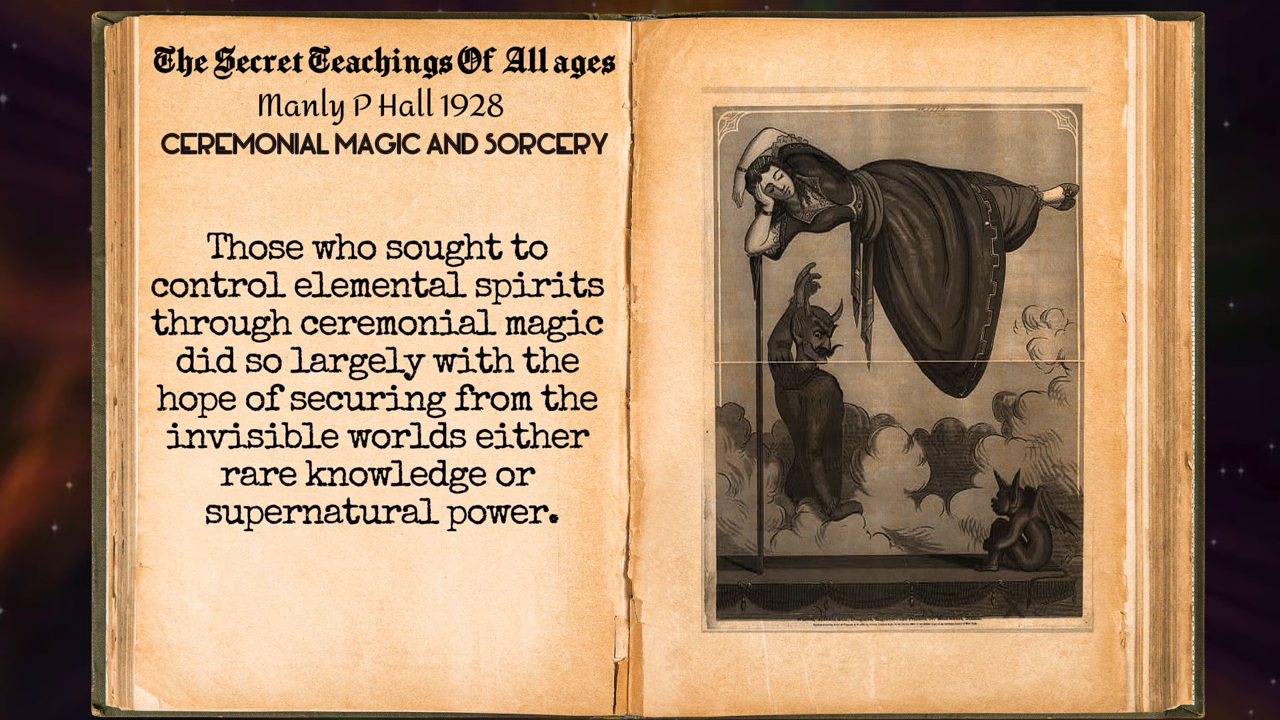 The Secret Teachings Of All ages
Manly P Hall 1928
CEREMONIAL MAGIC AND SORCERY
Those who sought to
control elemental spirits
through ceremonial magic
did so largely with the
hope of securing from the
invisible worlds either
rare knowledge or
supernatural power.